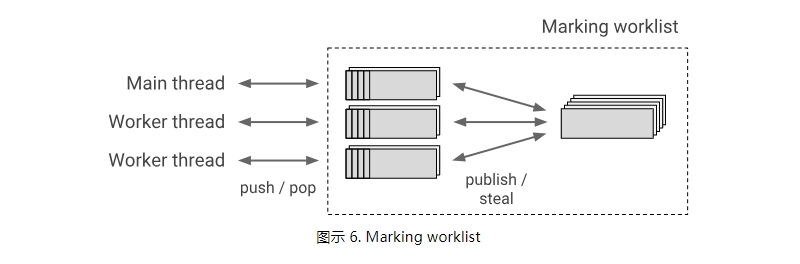 Marking worklist
Main thread
Worker thread
Worker thread
push / pop
publish /
steal
图示 6. Marking worklist